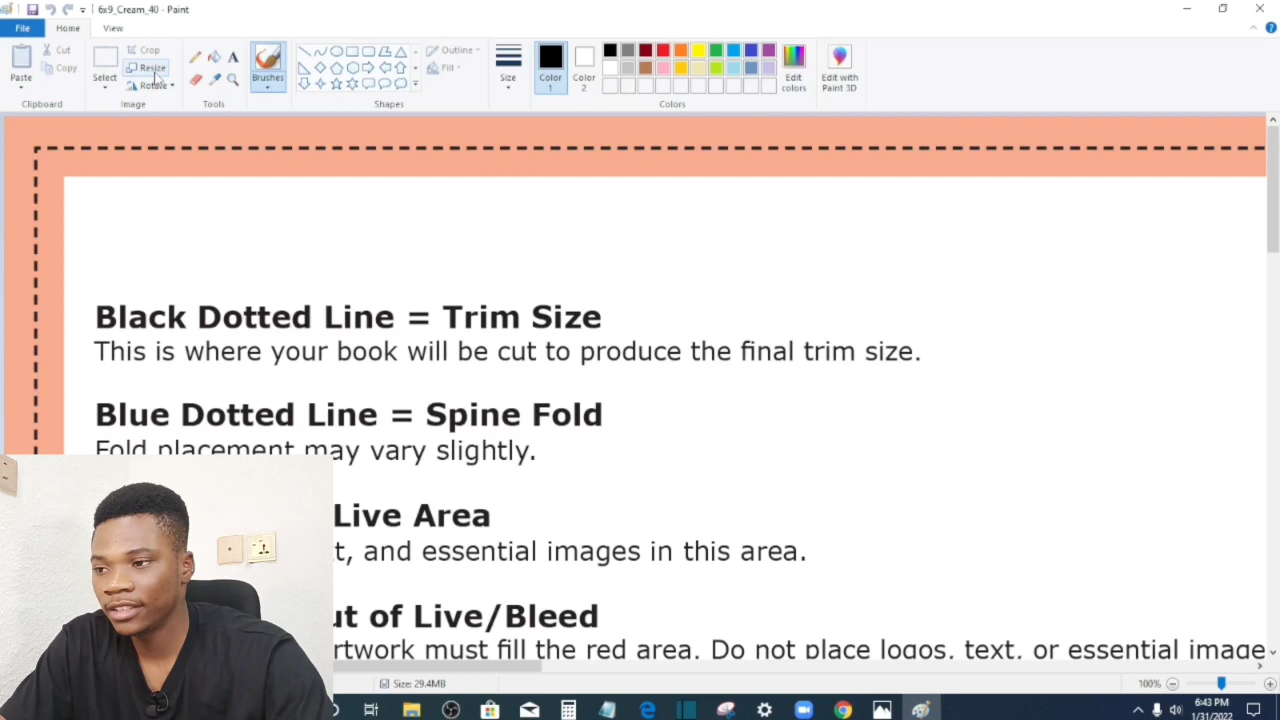 6x9_Cream_40 - Paint
File
Home
View
Paste
Cut
Copy
Clipboard
Select
Crop
Resize
Rotate
Image
Tools
Brushes
Shapes
Outline
Fill
Size
Color 1
Color 2
Edit colors
Colors
Edit with Paint 3D
Black Dotted Line = Trim Size
This is where your book will be cut to produce the final trim size.
Blue Dotted Line = Spine Fold
Fold placement may vary slightly.
Live Area
, and essential images in this area.
of Live/Bleed
must fill the red area. Do not place logos, text, or essential image
Size: 29.4MB
100%
6:43 PM
1/31/2022